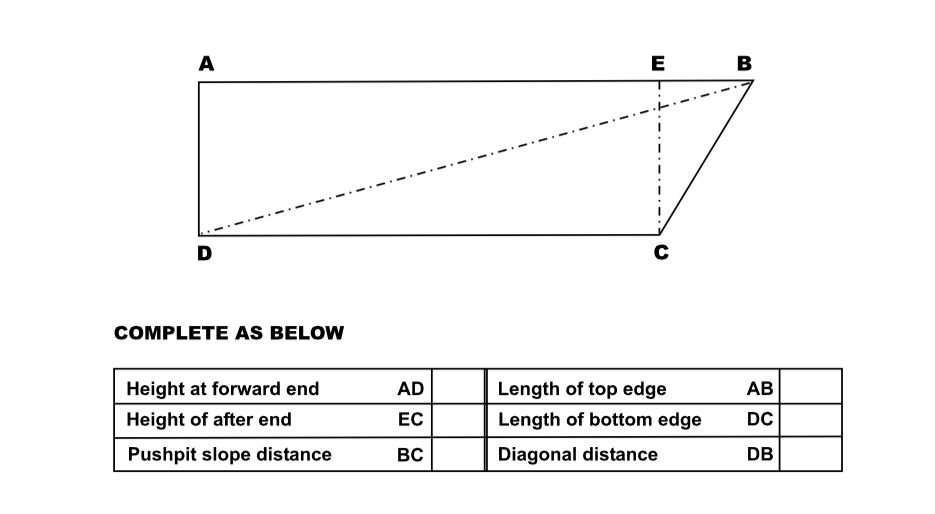 A E B
D C
COMPLETE AS BELOW
Height at forward end AD Length of top edge AB
Height of after end EC Length of bottom edge DC
Pushpit slope distance BC Diagonal distance DB